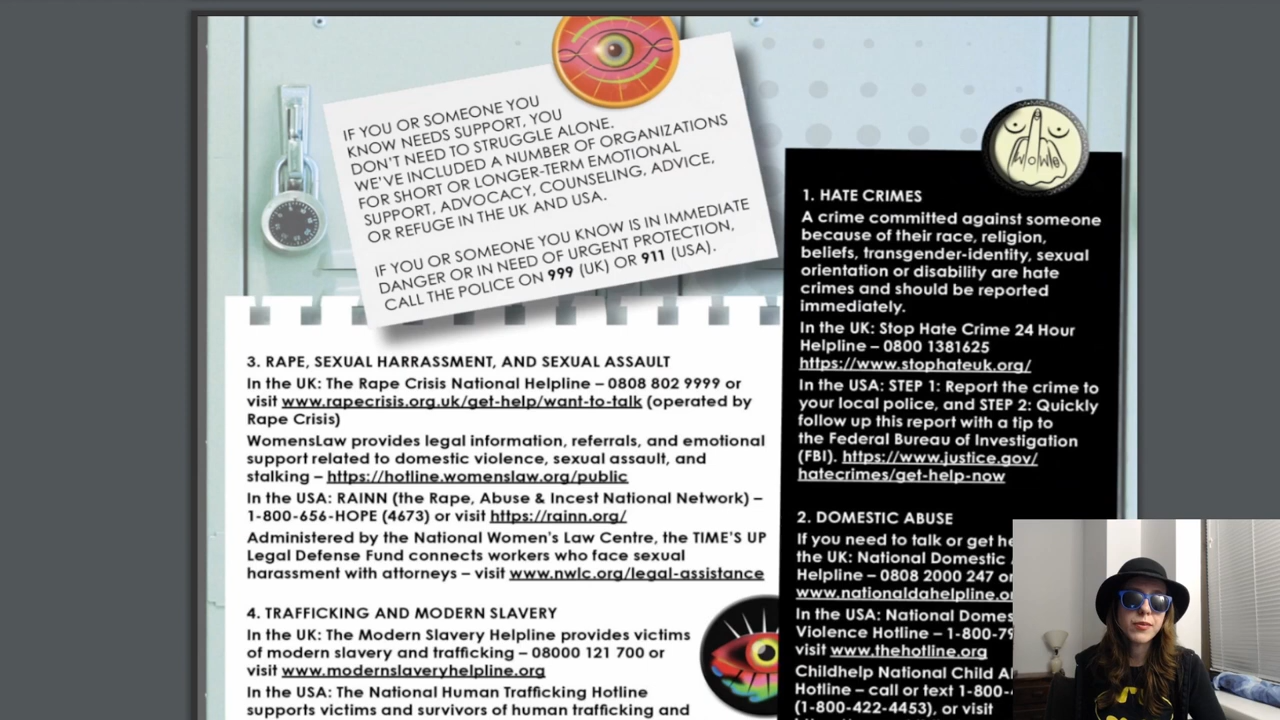 IF YOU OR SOMEONE YOU
KNOW NEEDS SUPPORT, YOU
DON'T NEED TO STRUGGLE ALONE.
WE'VE INCLUDED A NUMBER OF ORGANIZATIONS
FOR SHORT OR LONGER-TERM EMOTIONAL
SUPPORT, ADVOCACY, COUNSELING, ADVICE,
OR REFUGE IN THE UK AND USA.
IF YOU OR SOMEONE YOU KNOW IS IN IMMEDIATE
DANGER OR IN NEED OF URGENT PROTECTION,
CALL THE POLICE ON 999 (UK) OR 911 (USA).
WOWB
1. HATE CRIMES
A crime committed against someone
because of their race, religion,
beliefs, transgender-identity, sexual
orientation or disability are hate
crimes and should be reported
immediately.
In the UK: Stop Hate Crime 24 Hour
Helpline – 0800 1381625
https://www.stophateuk.org/
In the USA: STEP 1: Report the crime to
your local police, and STEP 2: Quickly
follow up this report with a tip to
the Federal Bureau of Investigation
(FBI). https://www.justice.gov/
hatecrimes/get-help-now
2. DOMESTIC ABUSE
If you need to talk or get he
the UK: National Domestic
Helpline – 0808 2000 247 or
www.nationaldahelpline.o
In the USA: National Domes
Violence Hotline – 1-800-79
visit www.thehotline.org
Childhelp National Child A
Hotline – call or text 1-800-
(1-800-422-4453), or visit
3. RAPE, SEXUAL HARRASSMENT, AND SEXUAL ASSAULT
In the UK: The Rape Crisis National Helpline – 0808 802 9999 or
visit www.rapecrisis.org.uk/get-help/want-to-talk (operated by
Rape Crisis)
WomensLaw provides legal information, referrals, and emotional
support related to domestic violence, sexual assault, and
stalking – https://hotline.womenslaw.org/public
In the USA: RAINN (the Rape, Abuse & Incest National Network) –
1-800-656-HOPE (4673) or visit https://rainn.org/
Administered by the National Women's Law Centre, the TIME'S UP
Legal Defense Fund connects workers who face sexual
harassment with attorneys – visit www.nwlc.org/legal-assistance
4. TRAFFICKING AND MODERN SLAVERY
In the UK: The Modern Slavery Helpline provides victims
of modern slavery and trafficking – 08000 121 700 or
visit www.modernslaveryhelpline.org
In the USA: The National Human Trafficking Hotline
supports victims and survivors of human trafficking and